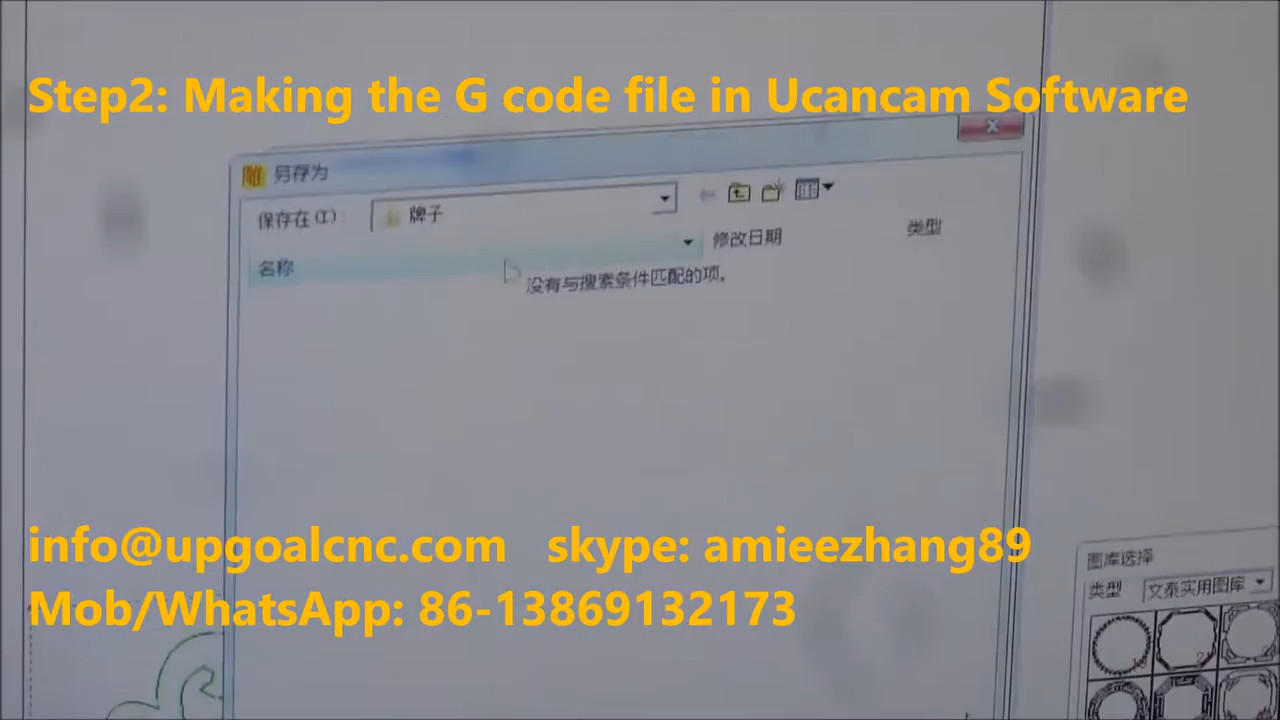 Step2: Making the G code file in Ucancam Software
雕 另存为
保存在(I):
牌子
名称
修改日期
类型
没有与搜索条件匹配的项。
info@upgoalcnc.com skype: amieezhang89
Mob/WhatsApp: 86-13869132173
图库选择
类型 文泰实用图库